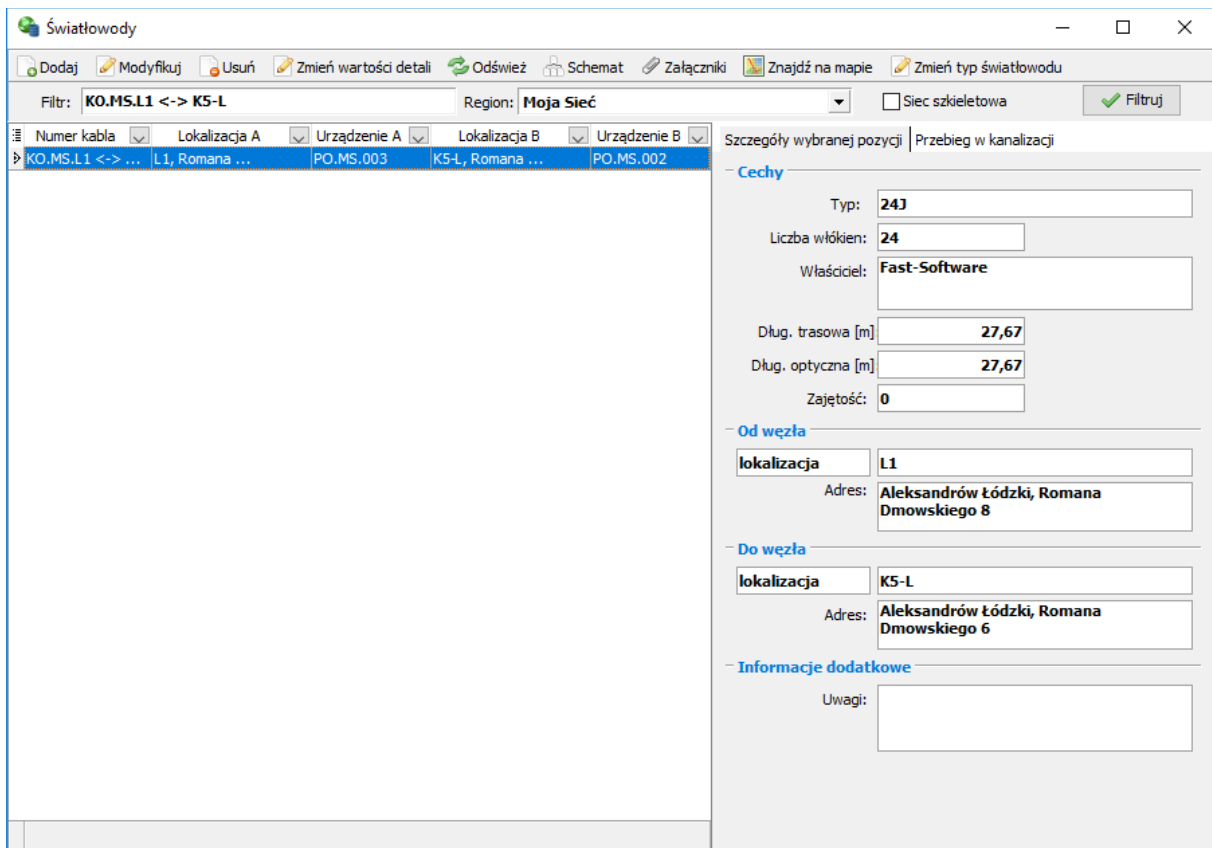 Światłowody
Dodaj Modyfikuj Usuń Zmień wartości detali Odśwież Schemat Załączniki Znajdź na mapie Zmień typ światłowodu
Filtr: KO.MS.L1 <-> K5-L Region: Moja Sieć Siec szkieletowa Filtruj
Numer kabla Lokalizacja A Urządzenie A Lokalizacja B Urządzenie B
KO.MS.L1 <-> ... L1, Romana ... PO.MS.003 K5-L, Romana ... PO.MS.002
Szczegóły wybranej pozycji Przebieg w kanalizacji
Cechy
Typ: 24J
Liczba włókien: 24
Właściciel: Fast-Software
Dług. trasowa [m]: 27,67
Dług. optyczna [m] 27,67
Zajętość: 0
Od węzła
lokalizacja L1
Adres: Aleksandrów Łódzki, Romana
Dmowskiego 8
Do węzła
lokalizacja K5-L
Adres: Aleksandrów Łódzki, Romana
Dmowskiego 6
Informacje dodatkowe
Uwagi: